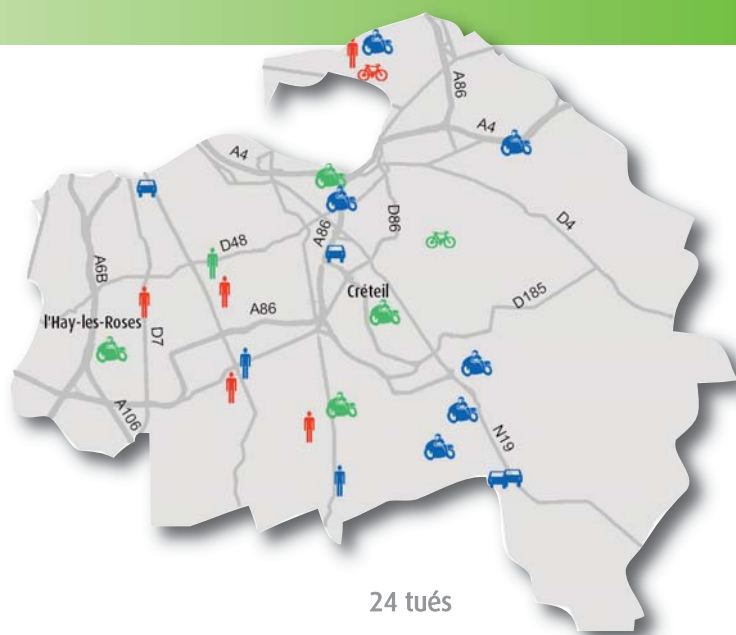 A86
A4
A4
D4
A86
D86
D48
A6B
Créteil
D185
A86
l'Hay-les-Roses
D7
A106
N19
24 tués